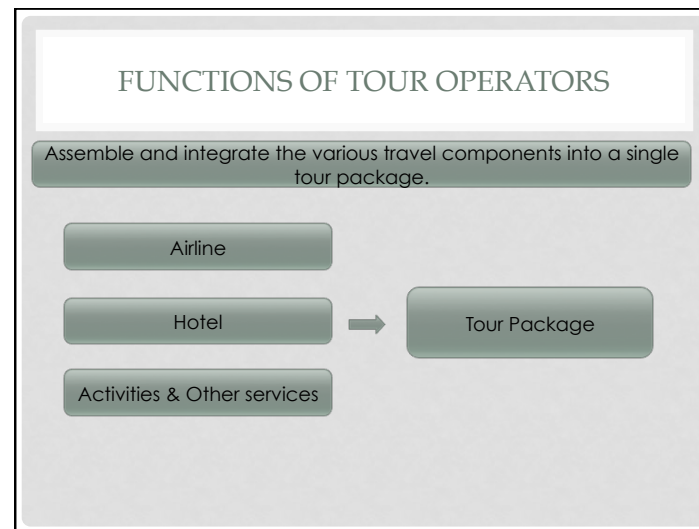 FUNCTIONS OF TOUR OPERATORS
Assemble and integrate the various travel components into a single
tour package.
Airline
Hotel
Tour Package
Activities & Other services